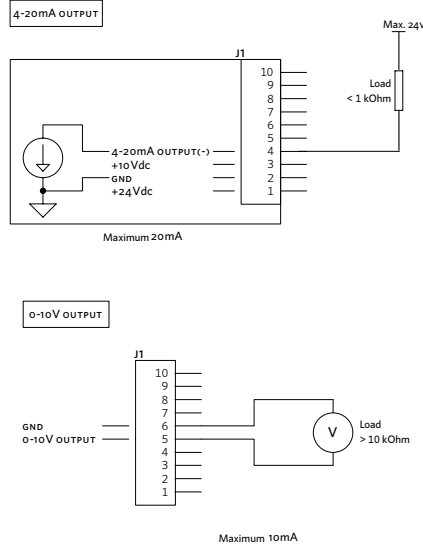 4-20mA OUTPUT
Max. 24V
J1
10
9
8
7
6
5
4
3
2
1
Load
< 1 kOhm
4-20mA OUTPUT(-)
+10Vdc
GND
+24Vdc
Maximum 20mA
0-10V OUTPUT
J1
10
9
8
7
6
5
4
3
2
1
GND
0-10V OUTPUT
V
Load
> 10 kOhm
Maximum 10mA